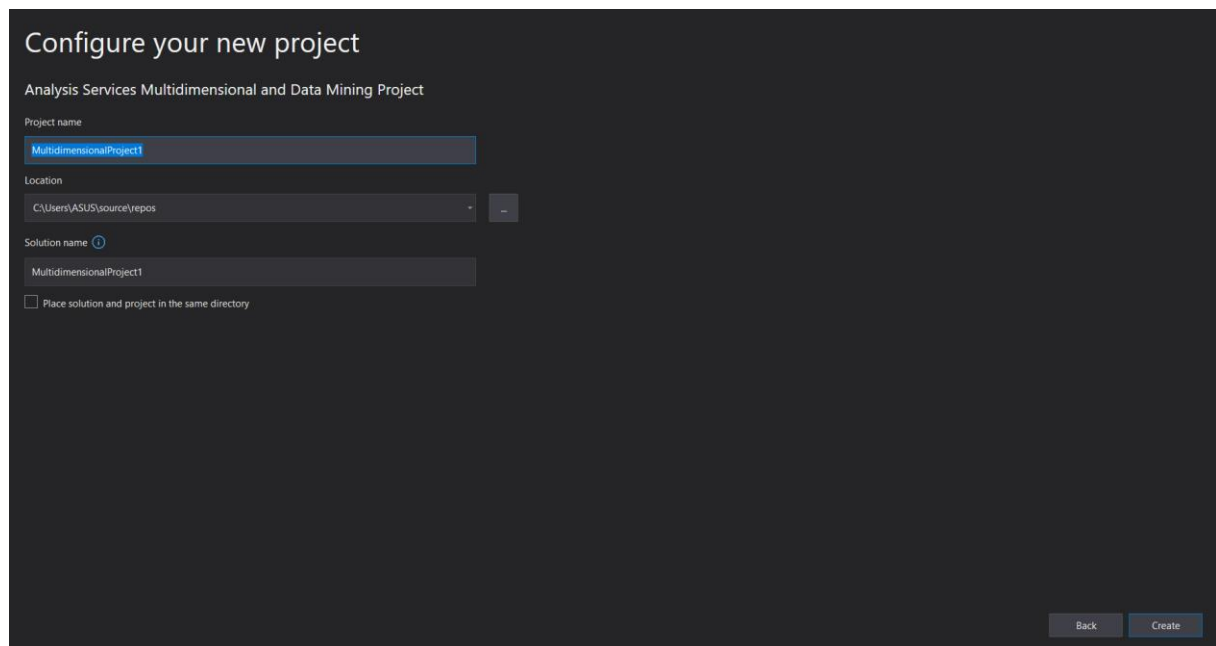 Configure your new project
Analysis Services Multidimensional and Data Mining Project
Project name
MultidimensionalProject1
Location
C:\Users\ASUS\source\repos
...
Solution name
MultidimensionalProject1
Place solution and project in the same directory
Back Create